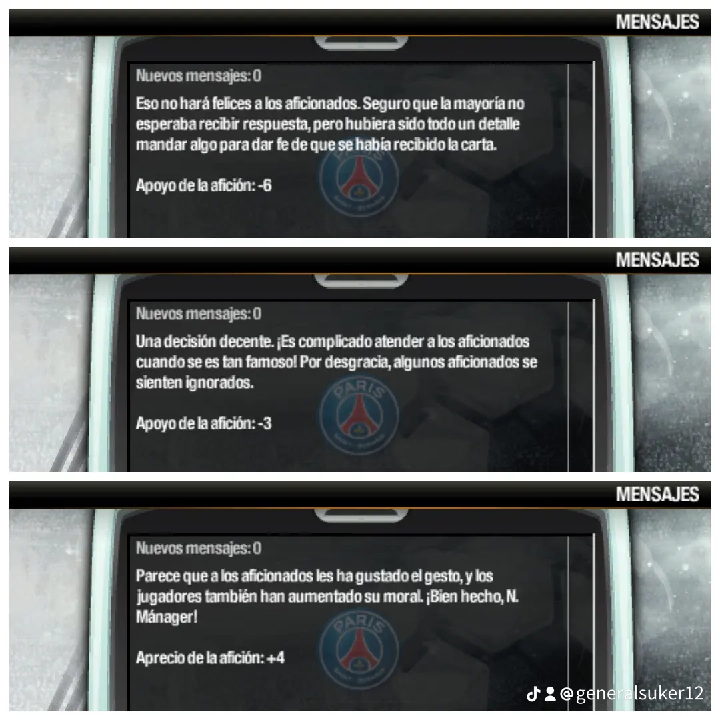 MENSAJES
Nuevos mensajes: 0
Eso no hará felices a los aficionados. Seguro que la mayoría no
esperaba recibir respuesta, pero hubiera sido todo un detalle
mandar algo para dar fe de que se había recibido la carta.
Apoyo de la afición: -6
MENSAJES
Nuevos mensajes: 0
Una decisión decente. ¡Es complicado atender a los aficionados
cuando se es tan famoso! Por desgracia, algunos aficionados se
sienten ignorados.
PARIS
Apoyo de la afición: -3
MENSAJES
Nuevos mensajes: 0
Parece que a los aficionados les ha gustado el gesto, y los
jugadores también han aumentado su moral. ¡Bien hecho, N.
Mánager!
PARIS
Aprecio de la afición: +4
@generalsuker12